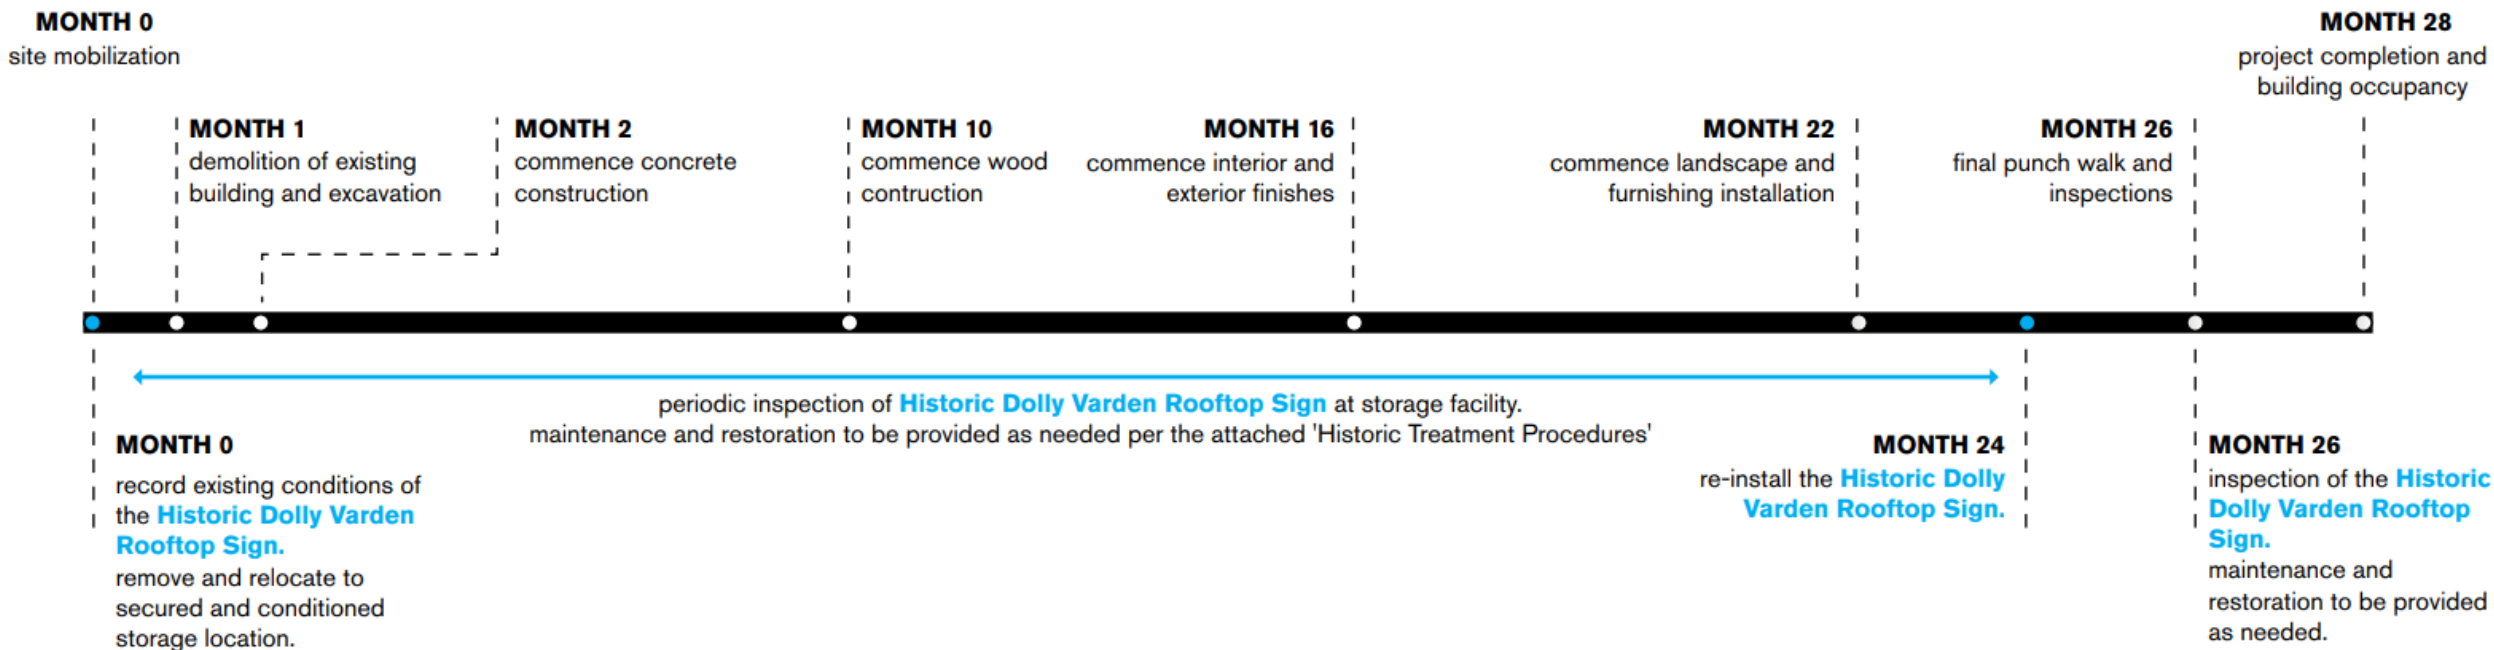 MONTH 0
site mobilization
MONTH 28
project completion and
building occupancy
MONTH 1
demolition of existing
building and excavation
MONTH 2
commence concrete
construction
MONTH 10
commence wood
contruction
MONTH 16
commence interior and
exterior finishes
MONTH 22
commence landscape and
furnishing installation
MONTH 26
final punch walk and
inspections
periodic inspection of Historic Dolly Varden Rooftop Sign at storage facility.
maintenance and restoration to be provided as needed per the attached 'Historic Treatment Procedures'
MONTH 0
record existing conditions of
the Historic Dolly Varden
Rooftop Sign.
remove and relocate to
secured and conditioned
storage location.
MONTH 24
re-install the Historic Dolly
Varden Rooftop Sign.
MONTH 26
inspection of the Historic
Dolly Varden Rooftop
Sign.
maintenance and
restoration to be provided
as needed.